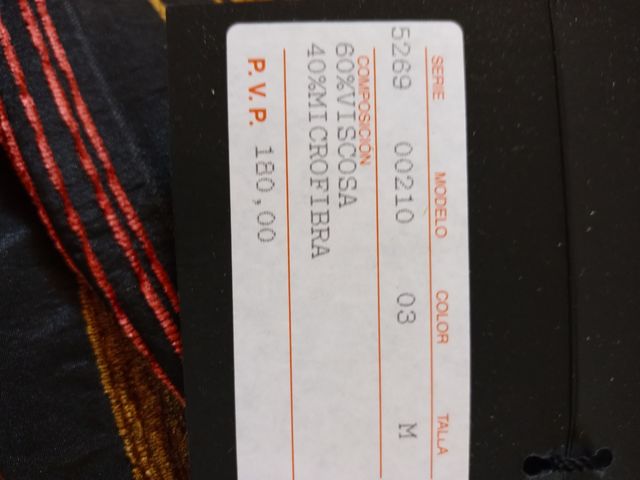 SERIE MODELO COLOR TALLA
5269 00210 03 M
COMPOSICION
60%VISCOSA
40%MICROFIBRA
P.V.P. 180,00